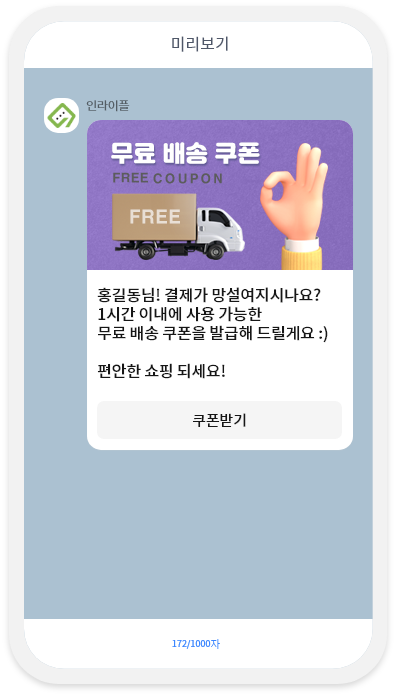 미리보기
인라이플
무료 배송 쿠폰
FREE COUPON
FREE
홍길동님! 결제가 망설여지시나요?
1시간 이내에 사용 가능한
무료 배송 쿠폰을 발급해 드릴게요 :)
편안한 쇼핑 되세요!
쿠폰받기
172/1000자